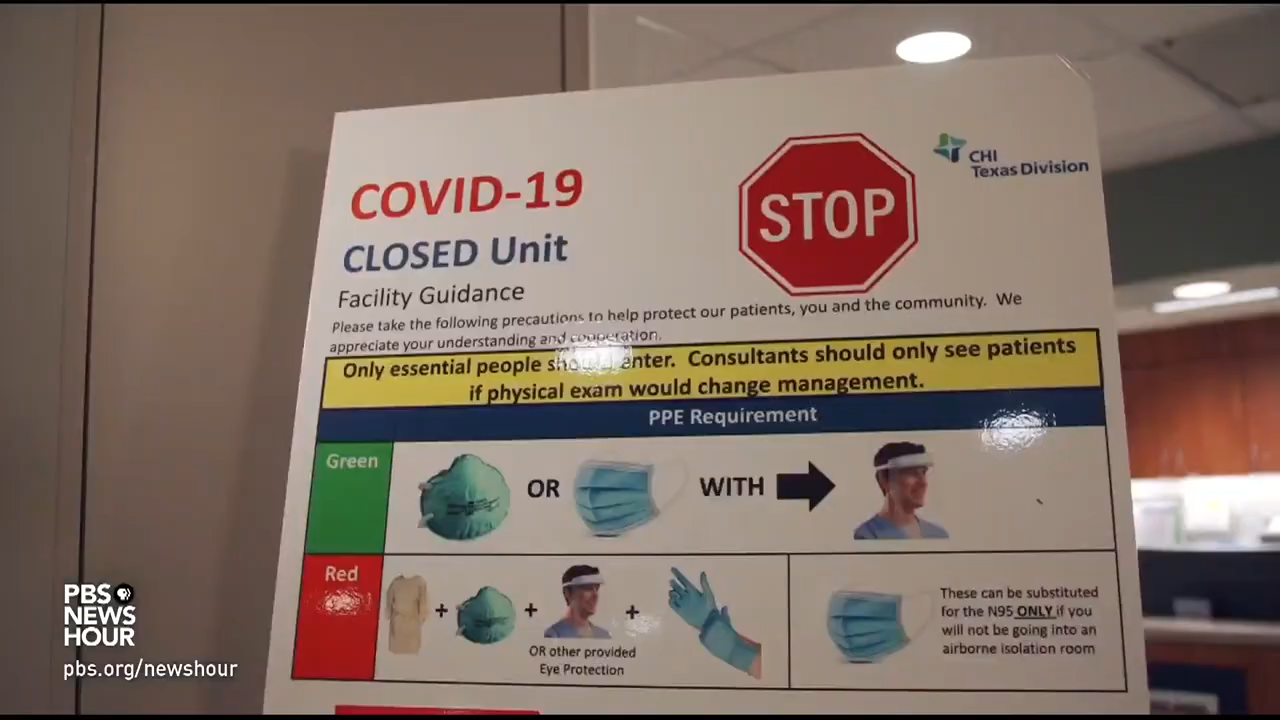 COVID-19
CLOSED Unit
STOP
CHI
Texas Division
Facility Guidance
Please take the following precautions to help protect our patients, you and the community. We
appreciate your understanding and cooperation.
Only essential people should enter. Consultants should only see patients
if physical exam would change management.
PPE Requirement
Green
OR
WITH
Red
+
+
+
OR other provided
Eye Protection
These can be substituted
for the N95 ONLY if you
will not be going into an
airborne isolation room
PBS
NEWS
HOUR
pbs.org/newshour